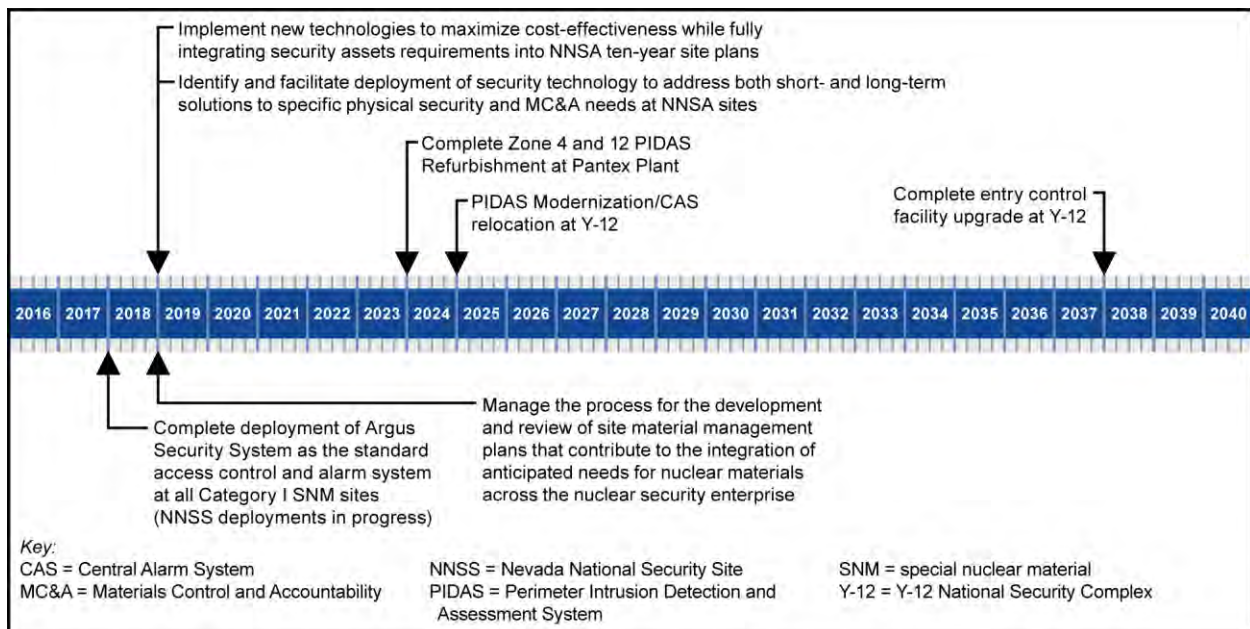 Implement new technologies to maximize cost-effectiveness while fully
integrating security assets requirements into NNSA ten-year site plans
Identify and facilitate deployment of security technology to address both short- and long-term
solutions to specific physical security and MC&A needs at NNSA sites
Complete Zone 4 and 12 PIDAS
Refurbishment at Pantex Plant
PIDAS Modernization/CAS
relocation at Y-12
Complete entry control
facility upgrade at Y-12
2016 2017 2018 2019 2020 2021 2022 2023 2024 2025 2026 2027 2028 2029 2030 2031 2032 2033 2034 2035 2036 2037 2038 2039 2040
Complete deployment of Argus
Security System as the standard
access control and alarm system
at all Category I SNM sites
(NNSS deployments in progress)
Manage the process for the development
and review of site material management
plans that contribute to the integration of
anticipated needs for nuclear materials
across the nuclear security enterprise
Key:
CAS = Central Alarm System
MC&A = Materials Control and Accountability
NNSS = Nevada National Security Site
PIDAS = Perimeter Intrusion Detection and
Assessment System
SNM = special nuclear material
Y-12 = Y-12 National Security Complex